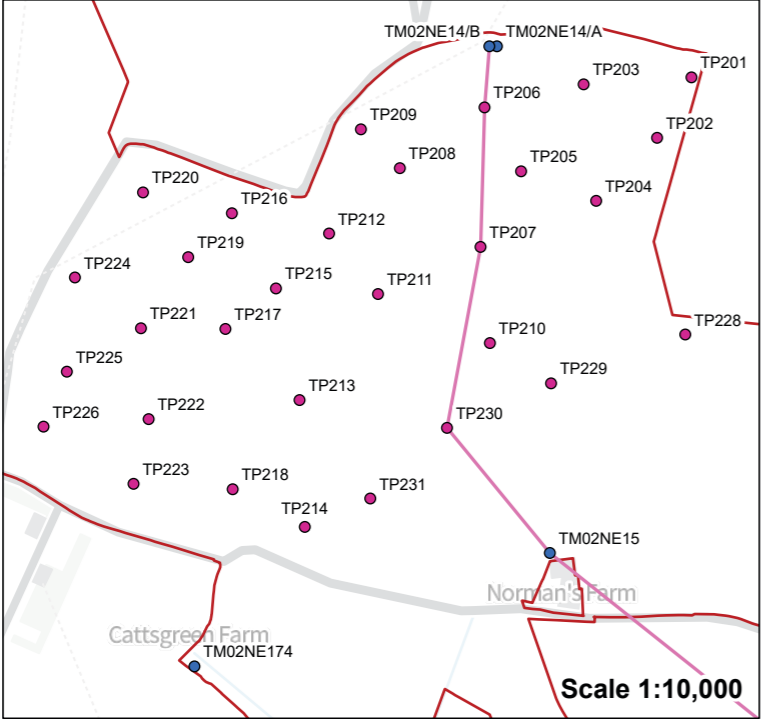 TM02NE14/B TM02NE14/A
TP201
TP203
TP206
TP209
TP202
TP208
TP205
TP220
TP204
TP216
TP212
TP207
TP219
TP224
TP215
TP211
TP221
TP217
TP228
TP210
TP225
TP229
TP213
TP226
TP222
TP230
TP223
TP218
TP231
TP214
TM02NE15
Norman's Farm
Cattsgreen Farm
TM02NE174
Scale 1:10,000